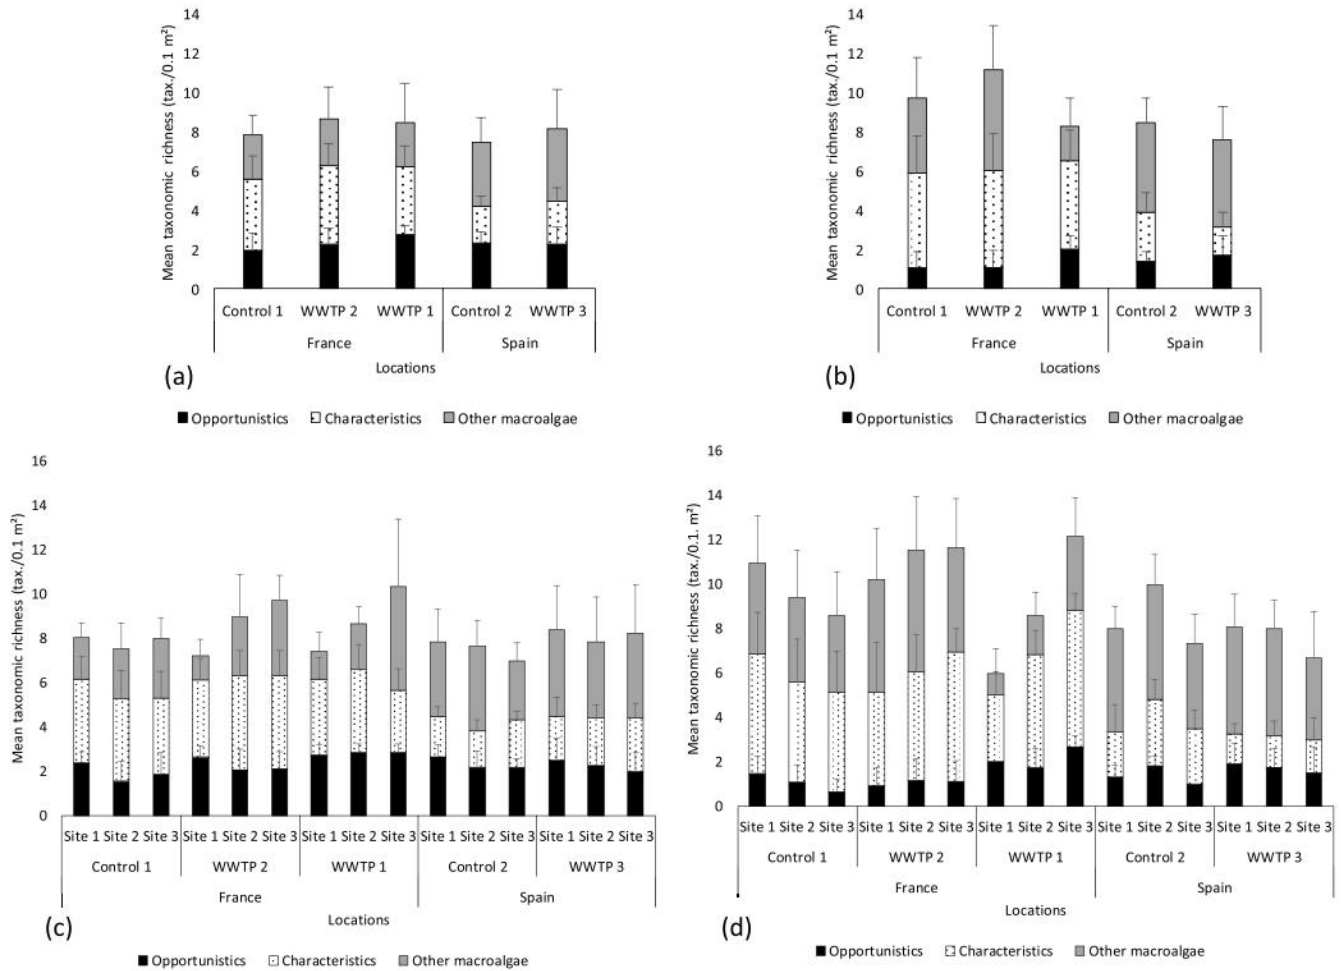 Mean taxonomic richness (tax./0.1 m²)
14
12
10
8
6
4
2
0
Control 1 WWTP 2 WWTP 1 Control 2 WWTP 3
France Spain
Locations
(a)
Opportunistics Characteristics Other macroalgae
Mean taxonomic richness (tax./0.1 m²)
14
12
10
8
6
4
2
0
Control 1 WWTP 2 WWTP 1 Control 2 WWTP 3
France Spain
Locations
(b)
Opportunistics Characteristics Other macroalgae
Mean taxonomic richness (tax./0.1 m²)
16
14
12
10
8
6
4
2
0
Site 1 Site 2 Site 3 Site 1 Site 2 Site 3 Site 1 Site 2 Site 3 Site 1 Site 2 Site 3 Site 1 Site 2 Site 3
Control 1 WWTP 2 WWTP 1 Control 2 WWTP 3
France Spain
Locations
(c)
Opportunistics Characteristics Other macroalgae
Mean taxonomic richness (tax./0.1. m²)
16
14
12
10
8
6
4
2
0
Site 1 Site 2 Site 3 Site 1 Site 2 Site 3 Site 1 Site 2 Site 3 Site 1 Site 2 Site 3 Site 1 Site 2 Site 3
Control 1 WWTP 2 WWTP 1 Control 2 WWTP 3
France Spain
Locations
(d)
Opportunistics Characteristics Other macroalgae